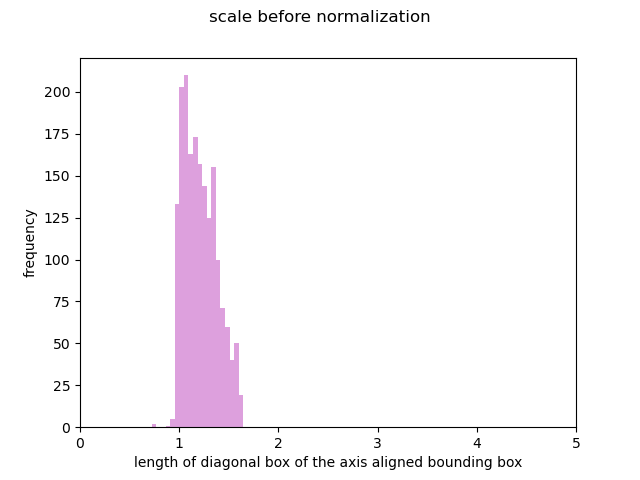 scale before normalization
200
175
150
125
100
75
50
25
0
frequency
0 1 2 3 4 5
length of diagonal box of the axis aligned bounding box